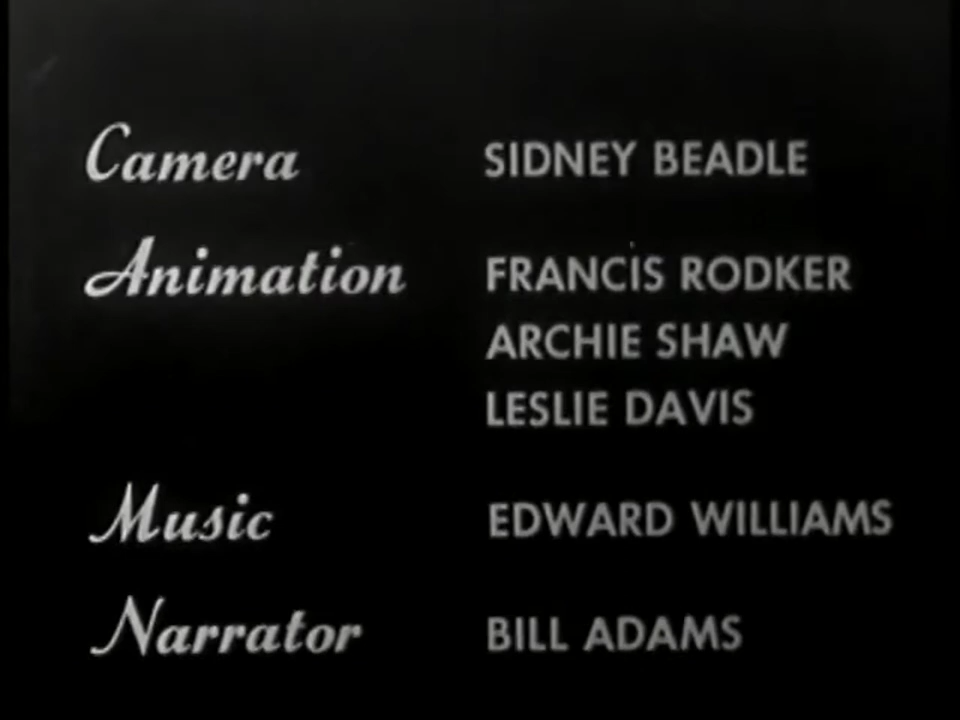 Camera SIDNEY BEADLE
Animation FRANCIS RODKER
ARCHIE SHAW
LESLIE DAVIS
Music EDWARD WILLIAMS
Narrator BILL ADAMS